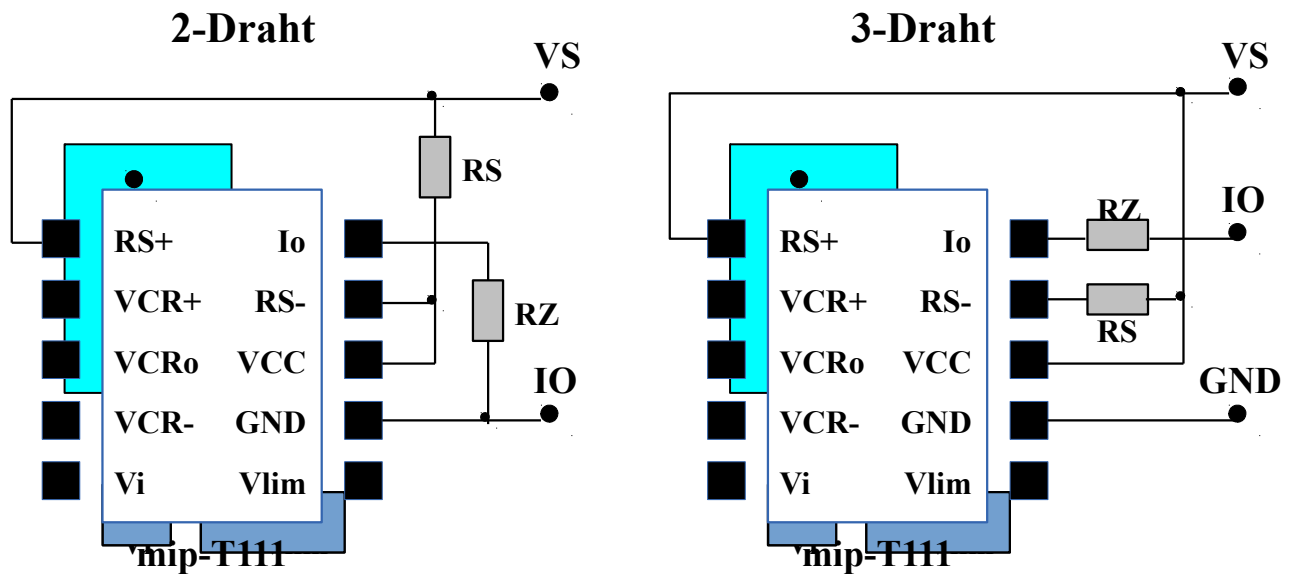 2-Draht
VS
RS
RS+ Io
VCR+ RS-
RZ
VCRo VCC
IO
VCR- GND
Vi Vlim
mip-T111
3-Draht
VS
RZ
IO
RS+ Io
VCR+ RS-
RS
VCRo VCC
GND
VCR- GND
Vi Vlim
mip-T111